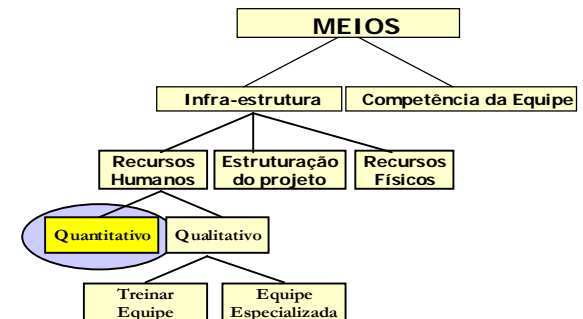 MEIOS
Infra-estrutura
Competência da Equipe
Recursos
Humanos
Estruturação
do projeto
Recursos
Físicos
Quantitativo
Qualitativo
Treinar
Equipe
Equipe
Especializada